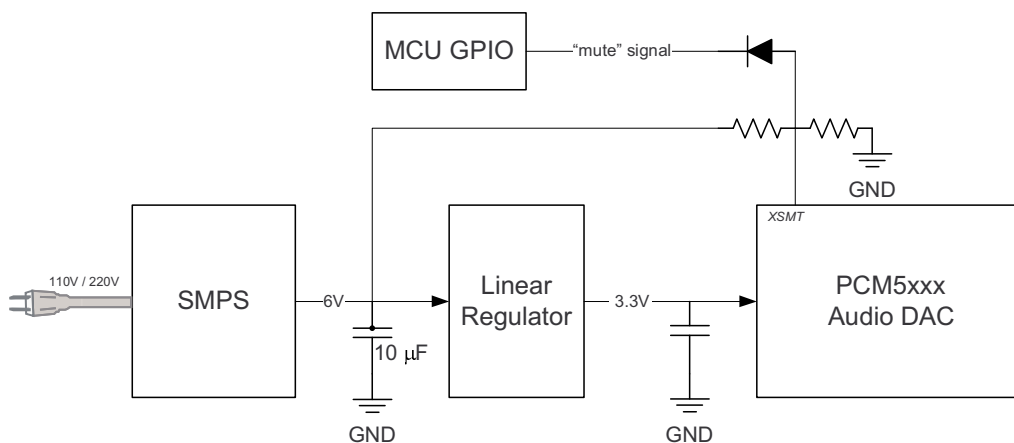 MCU GPIO
“mute” signal
GND
XSMT
110V / 220V
SMPS
6V
Linear
Regulator
3.3V
PCM5xxx
Audio DAC
10 μF
GND
GND